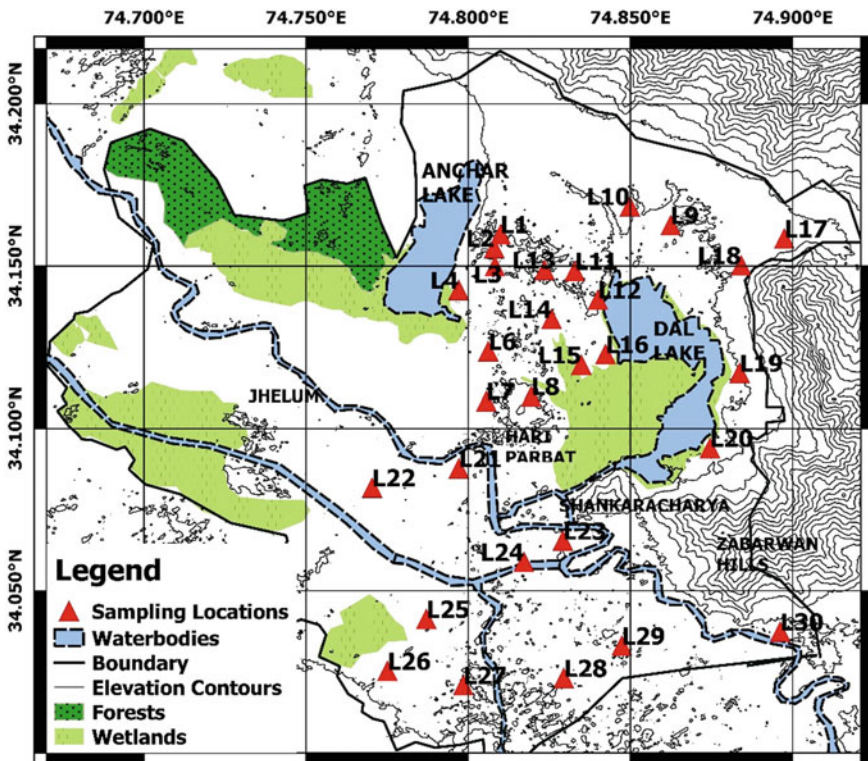 74.700°E 74.750°E 74.800°E 74.850°E 74.900°E
34.200°N
34.150°N
34.100°N
34.050°N
ANCHAR
LAKE
L10
L9
L1
L17
L2
L18
L3
L13
L11
L4
L12
L14
DAL
LAKE
L6
L16
L15
L19
JHELUM
L7
L8
HARI
PARBAT
L20
L21
L22
SHANKARACHARYA
L23
ZABARWAN
HILLS
L24
L25
L30
L29
L26
L27
L28
Legend
Sampling Locations
Waterbodies
Boundary
Elevation Contours
Forests
Wetlands